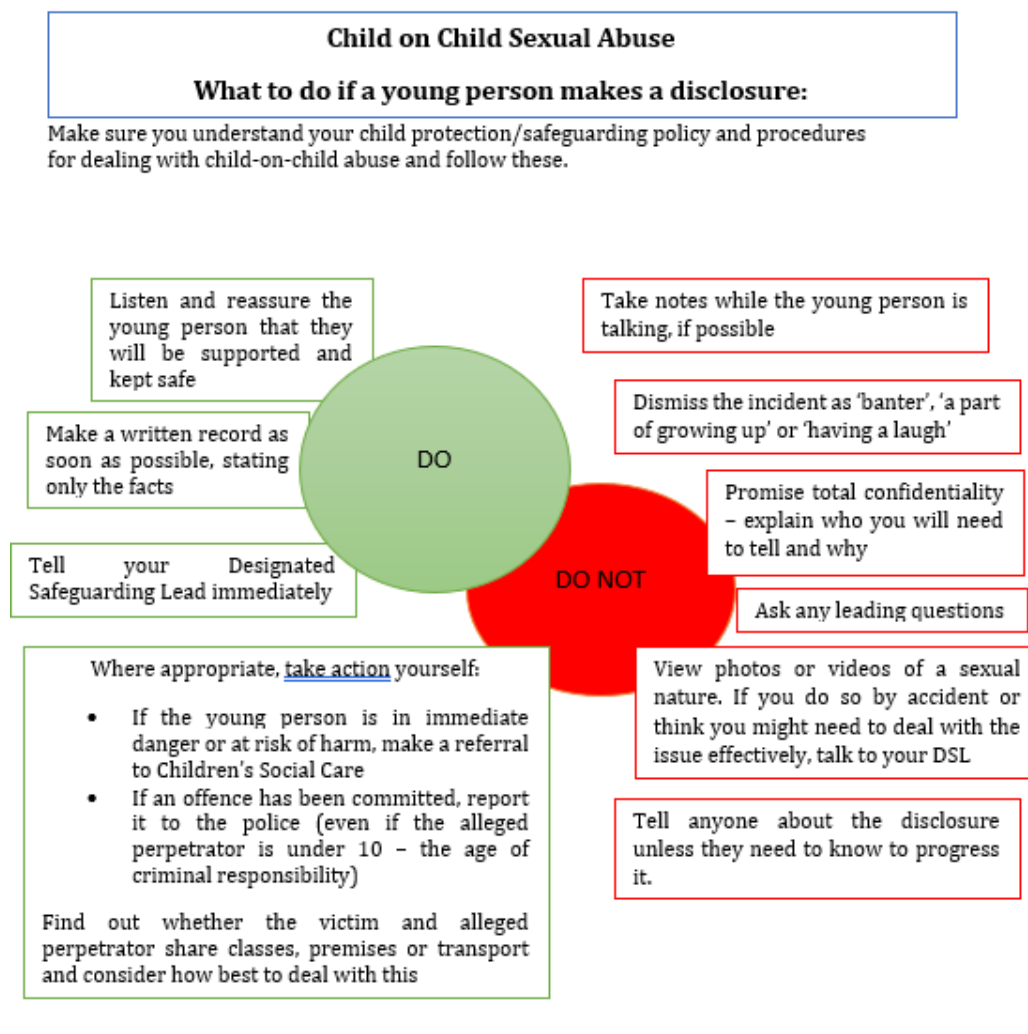 Child on Child Sexual Abuse
What to do if a young person makes a disclosure:
Make sure you understand your child protection/safeguarding policy and procedures
for dealing with child-on-child abuse and follow these.
Listen and reassure the
young person that they
will be supported and
kept safe
Make a written record as
soon as possible, stating
only the facts
Tell your Designated
Safeguarding Lead immediately
Where appropriate, take action yourself:
• If the young person is in immediate
danger or at risk of harm, make a referral
to Children's Social Care
• If an offence has been committed, report
it to the police (even if the alleged
perpetrator is under 10 – the age of
criminal responsibility)
Find out whether the victim and alleged
perpetrator share classes, premises or transport
and consider how best to deal with this
DO
DO NOT
Take notes while the young person is
talking, if possible
Dismiss the incident as ‘banter’, ‘a part
of growing up’ or ‘having a laugh’
Promise total confidentiality
– explain who you will need
to tell and why
Ask any leading questions
View photos or videos of a sexual
nature. If you do so by accident or
think you might need to deal with the
issue effectively, talk to your DSL
Tell anyone about the disclosure
unless they need to know to progress
it.